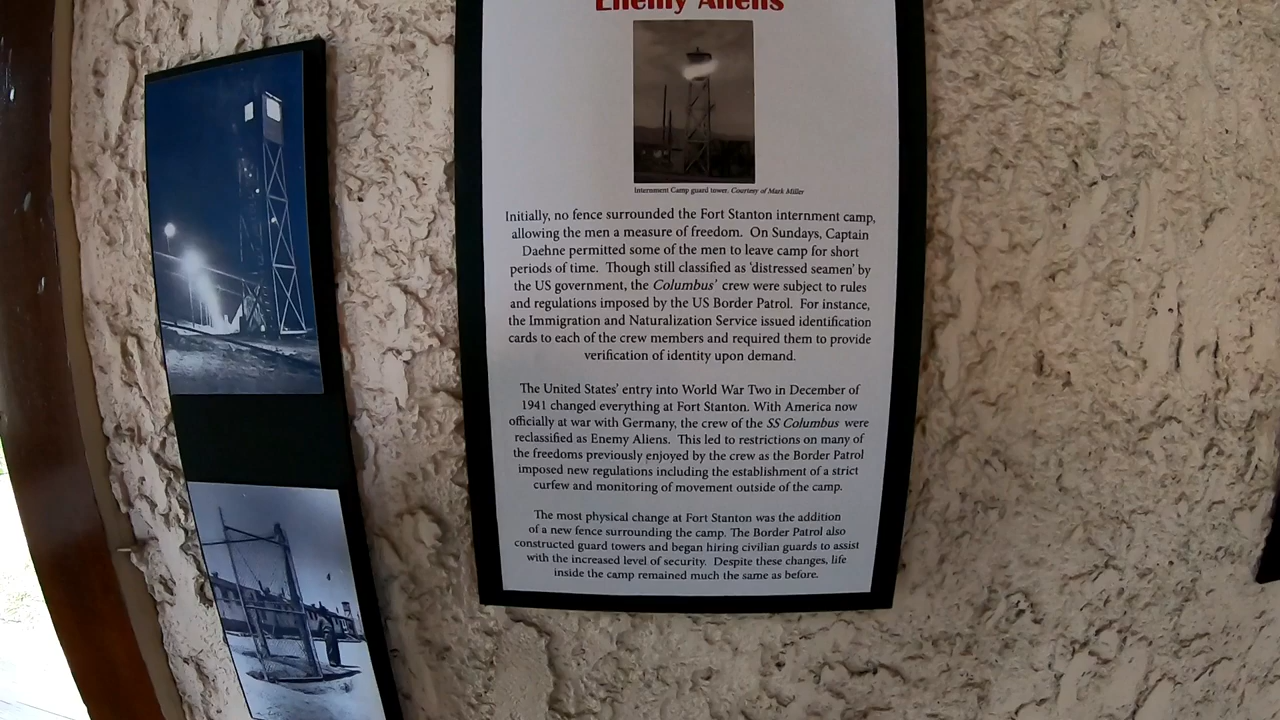 Enemy Aliens
Internment Camp guard tower. Courtesy of Mark Miller
Initially, no fence surrounded the Fort Stanton internment camp,
allowing the men a measure of freedom. On Sundays, Captain
Daehne permitted some of the men to leave camp for short
periods of time. Though still classified as 'distressed seamen' by
the US government, the Columbus' crew were subject to rules
and regulations imposed by the US Border Patrol. For instance,
the Immigration and Naturalization Service issued identification
cards to each of the crew members and required them to provide
verification of identity upon demand.
The United States' entry into World War Two in December of
1941 changed everything at Fort Stanton. With America now
officially at war with Germany, the crew of the SS Columbus were
reclassified as Enemy Aliens. This led to restrictions on many of
the freedoms previously enjoyed by the crew as the Border Patrol
imposed new regulations including the establishment of a strict
curfew and monitoring of movement outside of the camp.
The most physical change at Fort Stanton was the addition
of a new fence surrounding the camp. The Border Patrol also
constructed guard towers and began hiring civilian guards to assist
with the increased level of security. Despite these changes, life
inside the camp remained much the same as before.